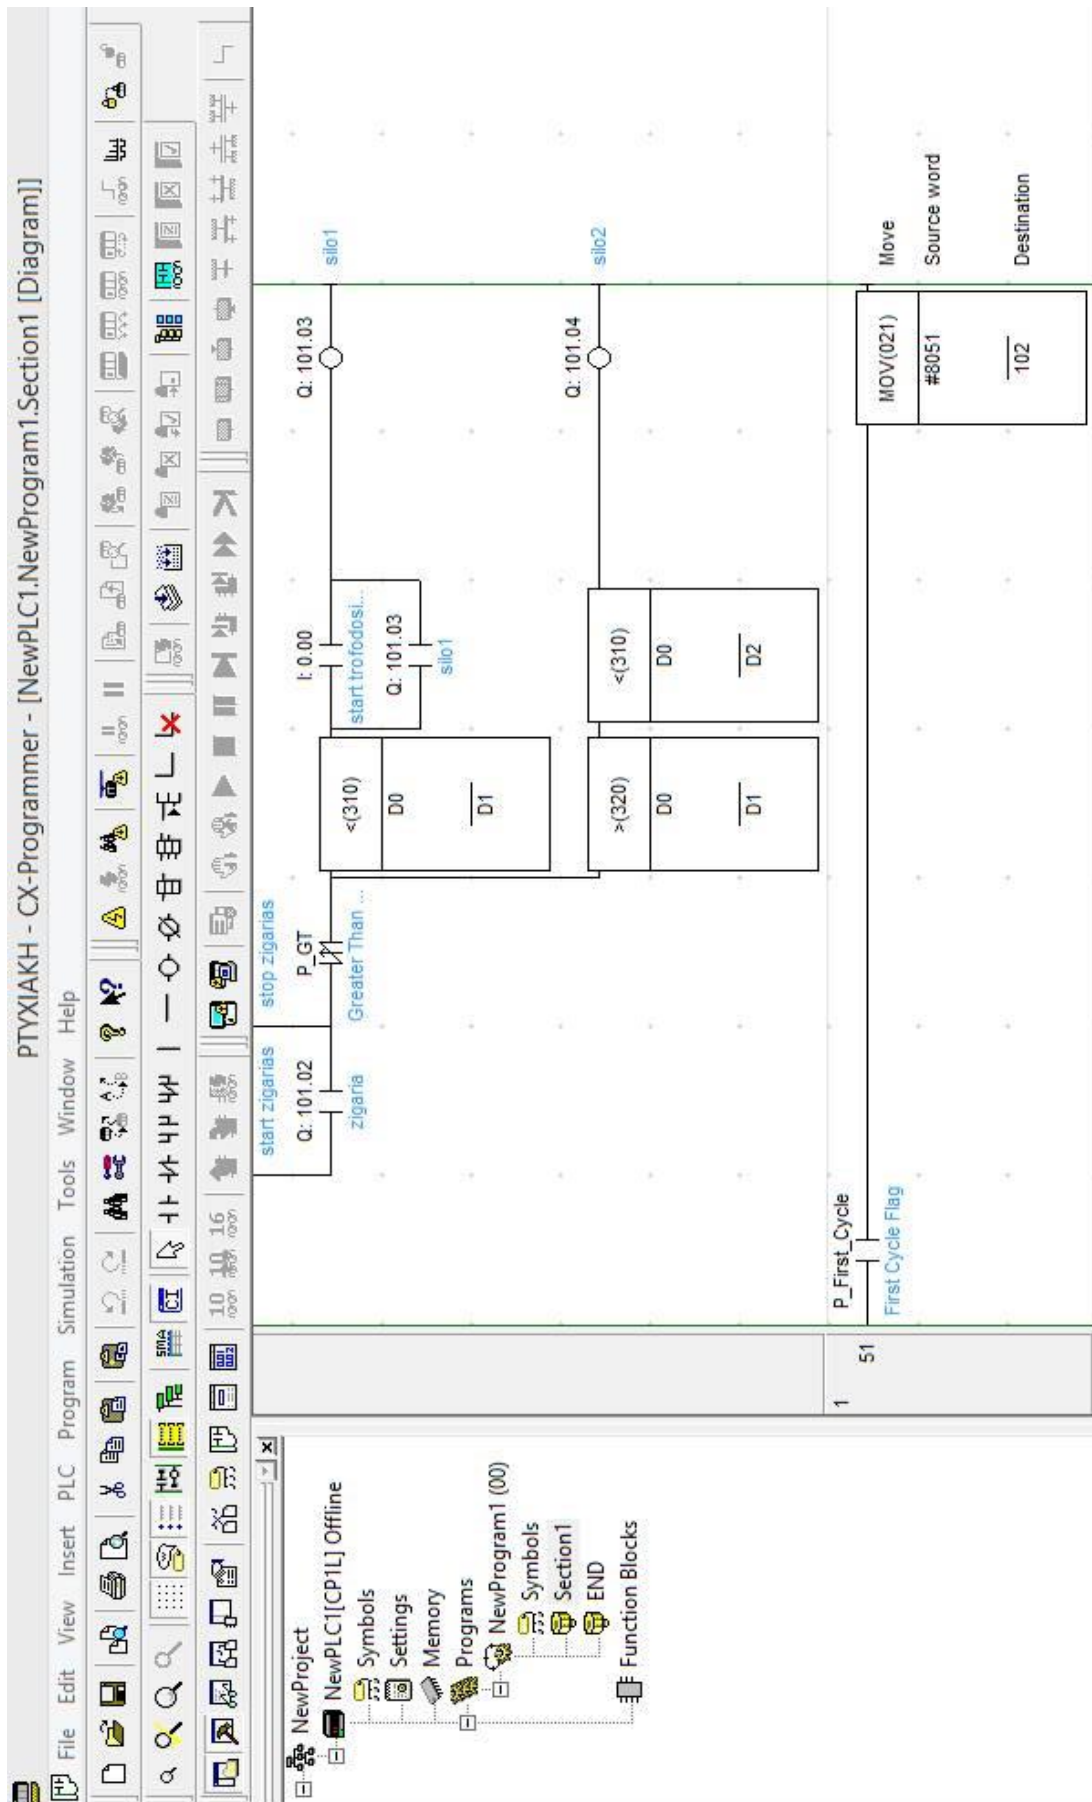 PTYXIAKH - CX-Programmer - [NewPLC1.NewProgram1.Section1 [Diagram]]
File Edit View Insert PLC Program Simulation Tools Window Help
10 10 16
NewProject
NewPLC1[CP1L] Offline
Symbols
Settings
Memory
Programs
NewProgram1 (00)
Symbols
Section1
END
Function Blocks
start zigarias
stop zigarias
Q: 101.02
zigaria
P_GT
Greater Than ...
<(310)
D0
D1
I: 0.00
start trofodosi...
Q: 101.03
silo1
Q: 101.03
silo1
>(320)
D0
D1
<(310)
D0
D2
Q: 101.04
silo2
1
51
P_First_Cycle
First Cycle Flag
MOV(021)
Move
#8051
Source word
102
Destination